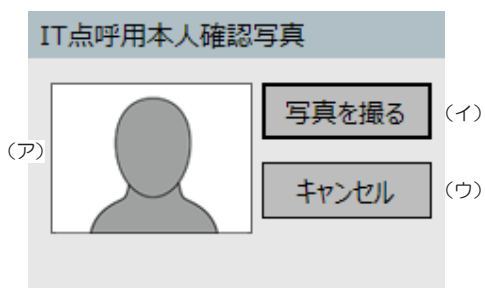 IT点呼用本人確認写真
写真を撮る
（イ）
（ア）
キャンセル
（ウ）